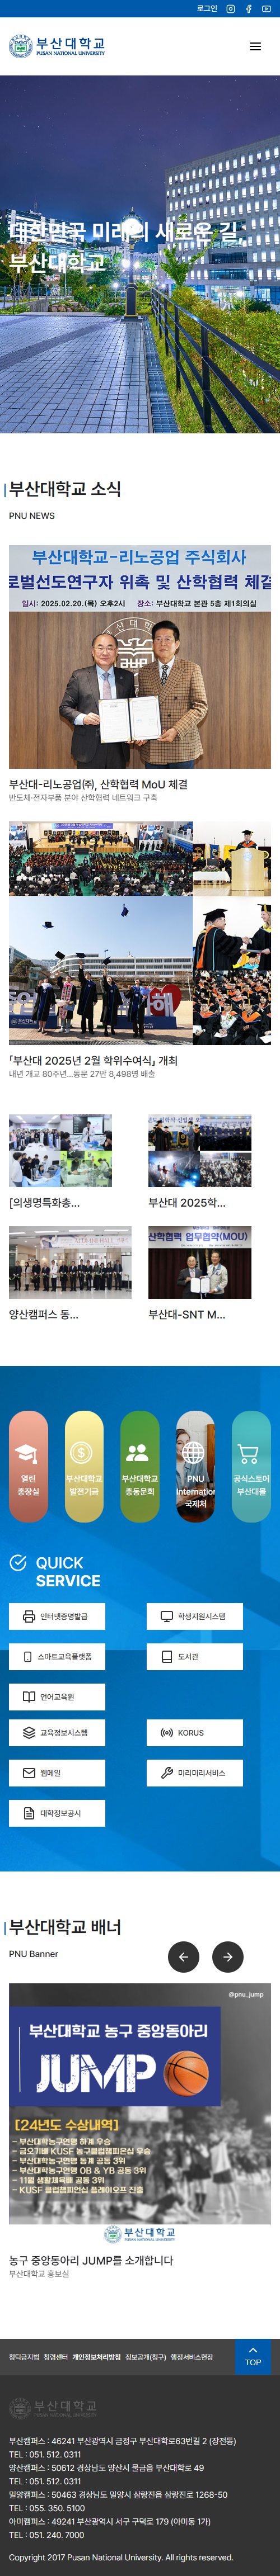 로그인
부산대학교
PUSAN NATIONAL UNIVERSITY
대한민국 미래의 새로운 길,
부산대학교
부산대학교 소식
PNU NEWS
부산대학교-리노공업 주식회사
로벌선도연구자 위촉 및 산학협력 체결
일시: 2025.02.20.(목) 오후2시 장소: 부산대학교 본관 5층 제1회의실
부산대-리노공업㈜, 산학협력 MoU 체결
반도체·전자부품 분야 산학협력 네트워크 구축
「부산대 2025년 2월 학위수여식」 개최
내년 개교 80주년...동문 27만 8,498명 배출
[의생명특화총...
부산대 2025학...
산학협력 업무협약(MOU)
양산캠퍼스 동...
부산대-SNT M...
열린
총장실
부산대학교
발전기금
부산대학교
총동문회
PNU
Internation
국제처
공식스토어
부산대몰
QUICK
SERVICE
인터넷증명발급
학생지원시스템
스마트교육플랫폼
도서관
언어교육원
교육정보시스템
KORUS
웹메일
미리미리서비스
대학정보공시
부산대학교 배너
PNU Banner
@pnu_jump
부산대학교 농구 중앙동아리
JUMP
[24년도 수상내역]
- 부산대학농구연맹 하계 우승
- 금오기배 KUSF 농구클럽챔피온십 우승
- 부산대학농구연맹 동계 공동 3위
- 부산대학농구연맹 OB & YB 공동 3위
- 11월 생활체육배 공동 3위
- KUSF 클럽챔피언십 플레이오프 진출
부산대학교
농구 중앙동아리 JUMP를 소개합니다
부산대학교 홍보실
청탁금지법 청렴센터 개인정보처리방침 정보공개(청구) 행정서비스헌장
TOP
부산대학교
부산캠퍼스 : 46241 부산광역시 금정구 부산대학로63번길 2 (장전동)
TEL : 051. 512. 0311
양산캠퍼스 : 50612 경상남도 양산시 물금읍 부산대학로 49
TEL : 051. 512. 0311
밀양캠퍼스 : 50463 경상남도 밀양시 삼랑진읍 삼랑진로 1268-50
TEL : 055. 350. 5100
아미캠퍼스 : 49241 부산광역시 서구 구덕로 179 (아미동 1가)
TEL : 051. 240. 7000
Copyright 2017 Pusan National University. All rights reserved.